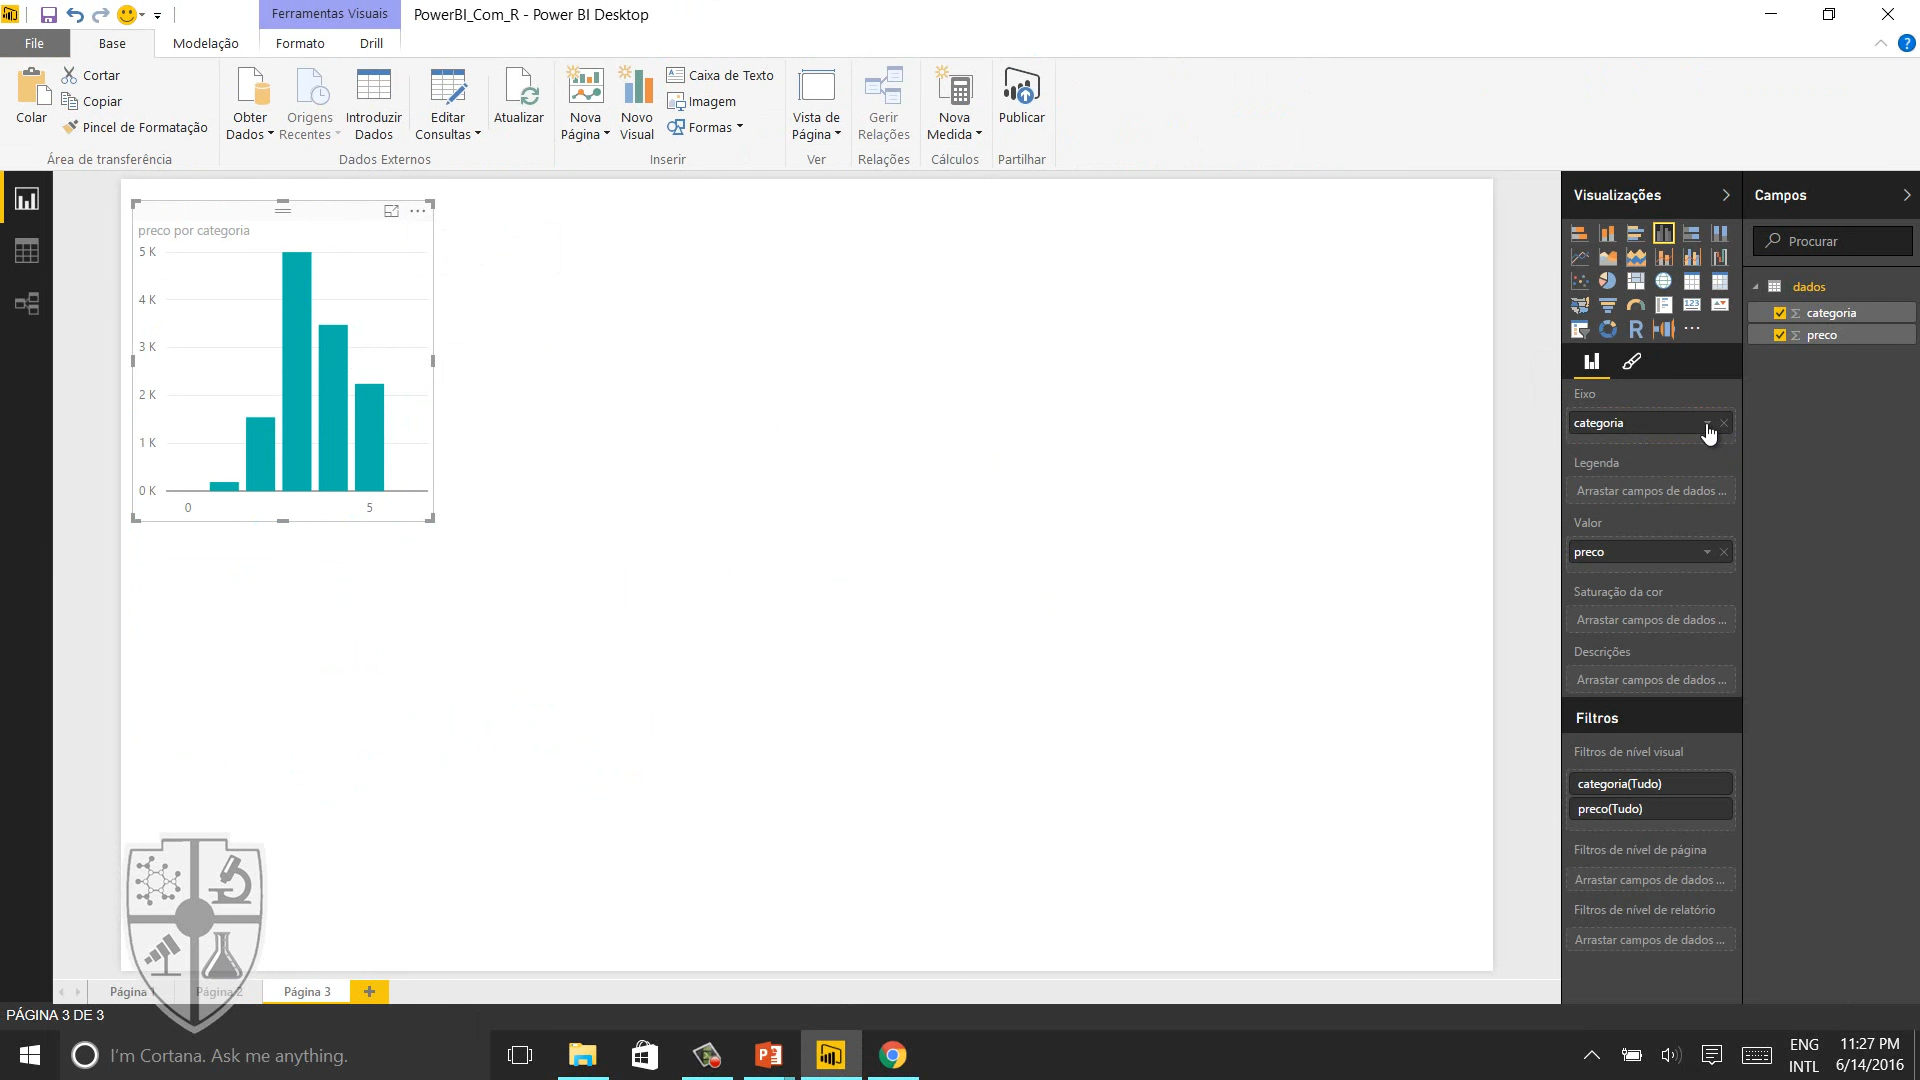 Ferramentas Visuais
PowerBI_Com_R - Power BI Desktop
File
Base
Modelação
Formato
Drill
Colar
Cortar
Copiar
Pincel de Formatação
Área de transferência
Obter Dados
Origens Recentes
Introduzir Dados
Editar Consultas
Atualizar
Dados Externos
Nova Página
Novo Visual
Caixa de Texto
Imagem
Formas
Inserir
Vista de Página
Ver
Gerir Relações
Relações
Nova Medida
Cálculos
Publicar
Partilhar
preco por categoria
5 K
4 K
3 K
2 K
1 K
0 K
0
5
Visualizações
Eixo
categoria
Legenda
Arrastar campos de dados ...
Valor
preco
Saturação da cor
Arrastar campos de dados ...
Descrições
Arrastar campos de dados ...
Filtros
Filtros de nível visual
categoria(Tudo)
preco(Tudo)
Filtros de nível de página
Arrastar campos de dados ...
Filtros de nível de relatório
Arrastar campos de dados ...
Campos
Procurar
dados
categoria
preco
Página 1
Página 2
Página 3
PÁGINA 3 DE 3
I'm Cortana. Ask me anything.
ENG
INTL
11:27 PM
6/14/2016